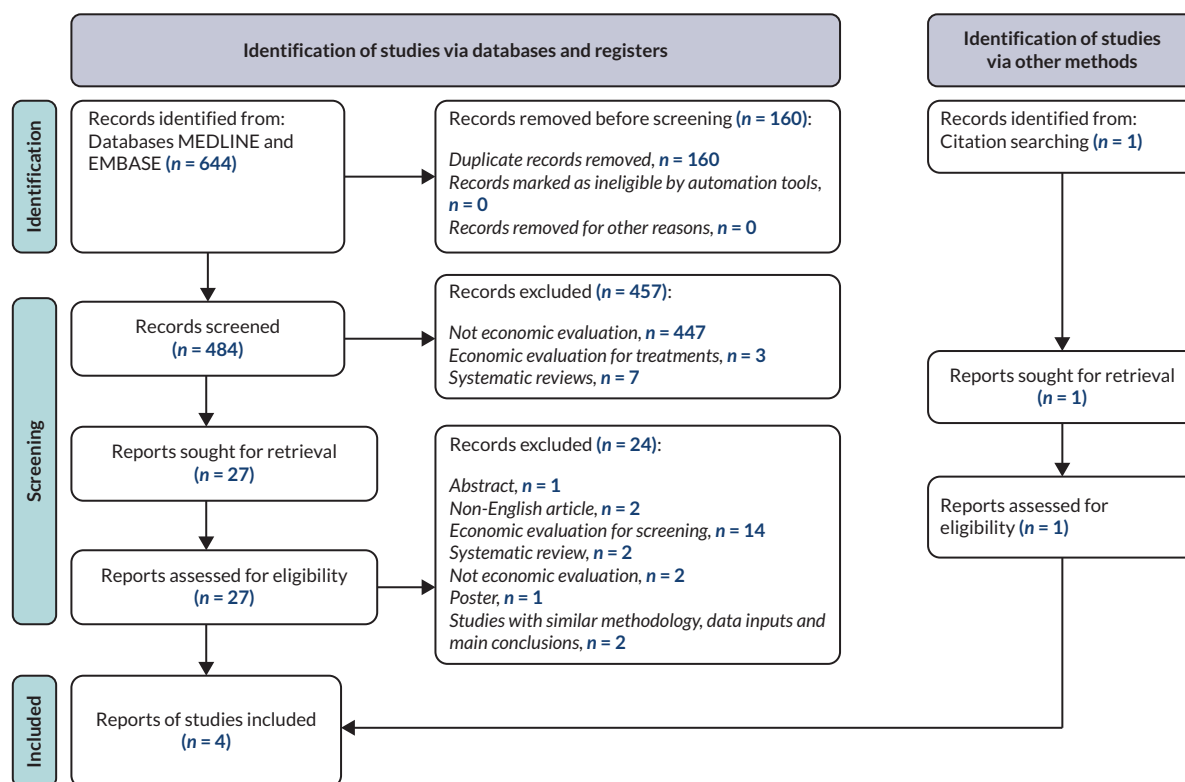 Identification of studies via databases and registers
Identification of studies
via other methods
Identification
Records identified from:
Databases MEDLINE and
EMBASE (n = 644)
Records removed before screening (n = 160):
Duplicate records removed, n = 160
Records marked as ineligible by automation tools,
n = 0
Records removed for other reasons, n = 0
Records identified from:
Citation searching (n = 1)
Screening
Records screened
(n = 484)
Records excluded (n = 457):
Not economic evaluation, n = 447
Economic evaluation for treatments, n = 3
Systematic reviews, n = 7
Reports sought for retrieval
(n = 1)
Reports sought for retrieval
(n = 27)
Records excluded (n = 24):
Abstract, n = 1
Non-English article, n = 2
Economic evaluation for screening, n = 14
Systematic review, n = 2
Not economic evaluation, n = 2
Poster, n = 1
Studies with similar methodology, data inputs and
main conclusions, n = 2
Reports assessed for
eligibility (n = 1)
Reports assessed for eligibility
(n = 27)
Included
Reports of studies included
(n = 4)